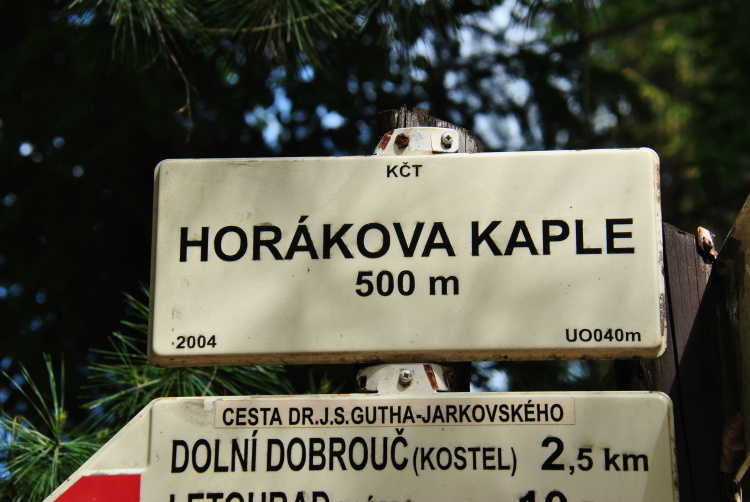 KČT
HORÁKOVA KAPLE
500 m
2004 UO040m
CESTA DR.J.S.GUTHA-JARKOVSKÉHO
DOLNÍ DOBROUČ (KOSTEL) 2,5 km